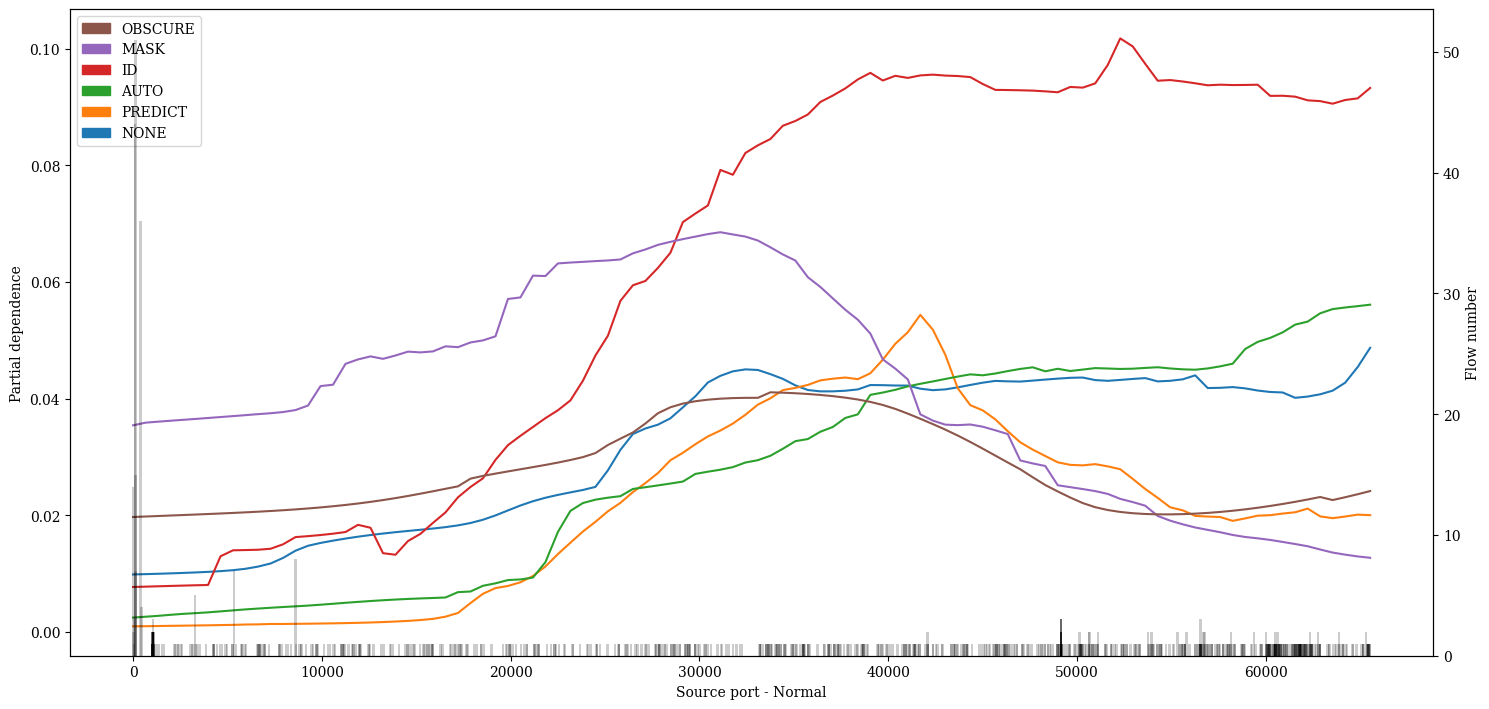 OBSCURE
MASK
ID
AUTO
PREDICT
NONE
0.10
0.08
0.06
0.04
0.02
0.00
Partial dependence
50
40
30
20
10
0
Flow number
0 10000 20000 30000 40000 50000 60000
Source port - Normal